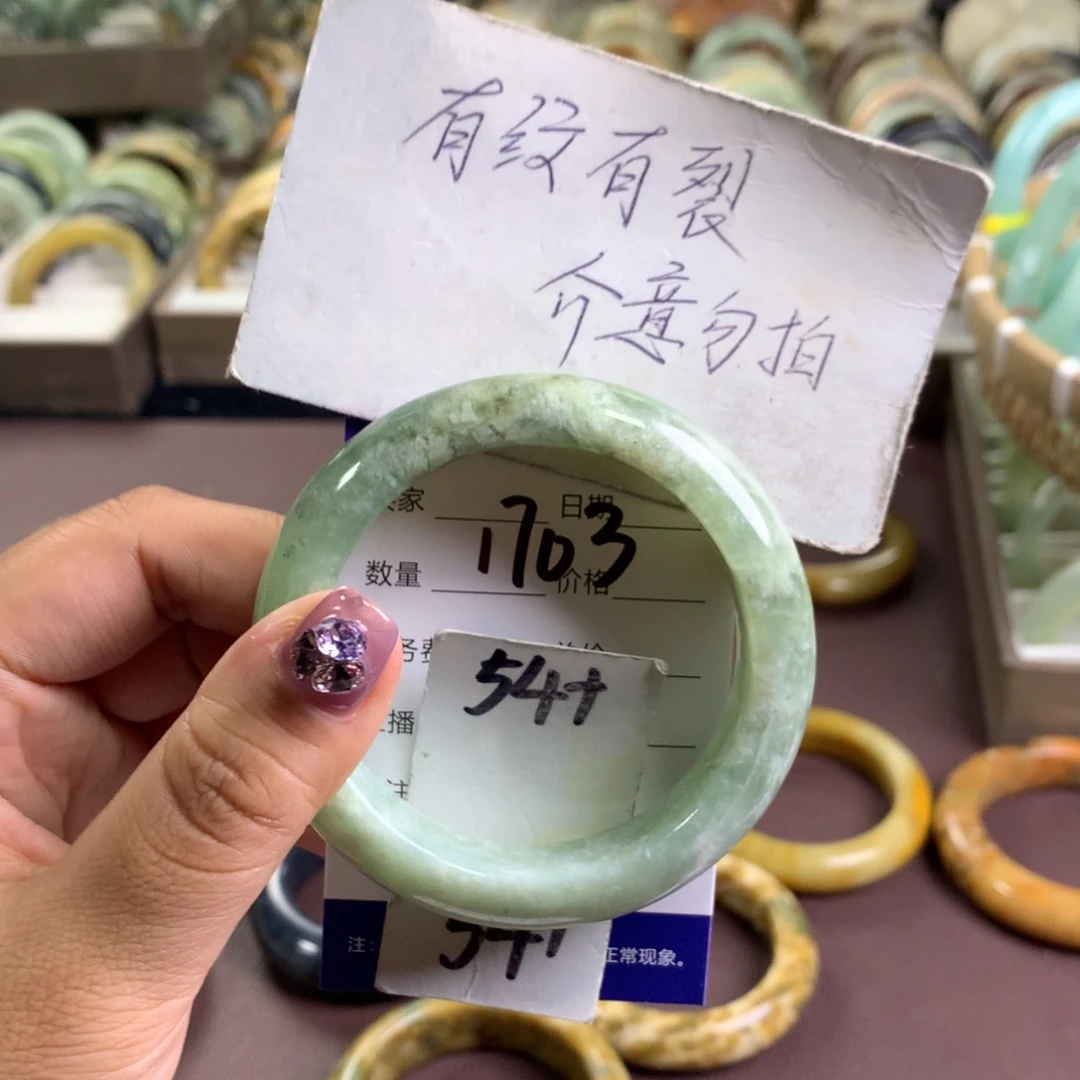 有纹有裂
介意勿拍
家 日期
1703
数量 价格
54+
播
注
54+
注: 正常现象。